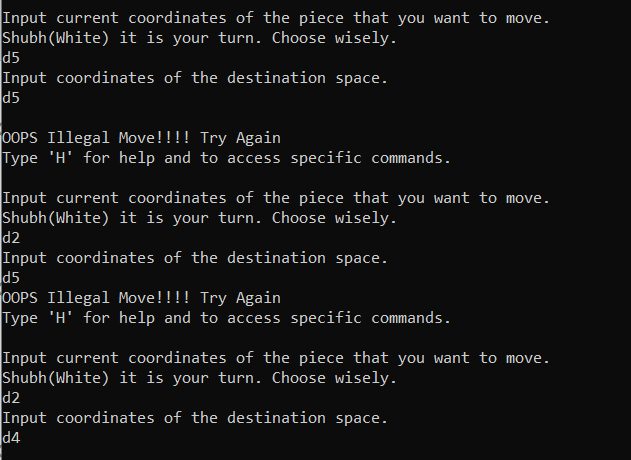 Input current coordinates of the piece that you want to move.
Shubh(White) it is your turn. Choose wisely.
d5
Input coordinates of the destination space.
d5
OOPS Illegal Move!!!! Try Again
Type 'H' for help and to access specific commands.
Input current coordinates of the piece that you want to move.
Shubh(White) it is your turn. Choose wisely.
d2
Input coordinates of the destination space.
d5
OOPS Illegal Move!!!! Try Again
Type 'H' for help and to access specific commands.
Input current coordinates of the piece that you want to move.
Shubh(White) it is your turn. Choose wisely.
d2
Input coordinates of the destination space.
d4